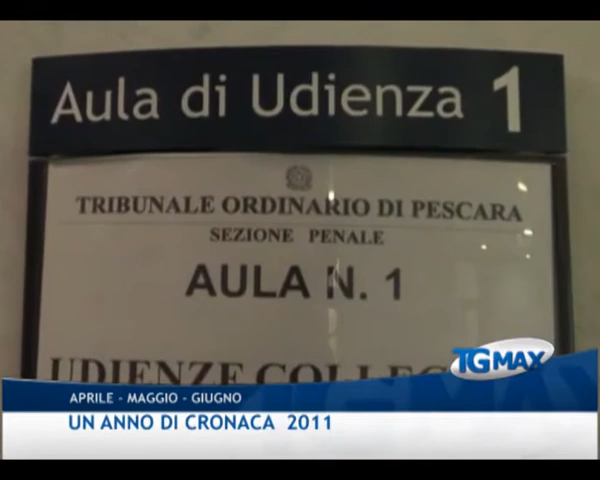 Aula di Udienza 1
TRIBUNALE ORDINARIO DI PESCARA
SEZIONE PENALE
AULA N. 1
UDIENZE
TGMAX
APRILE - MAGGIO - GIUGNO
UN ANNO DI CRONACA 2011